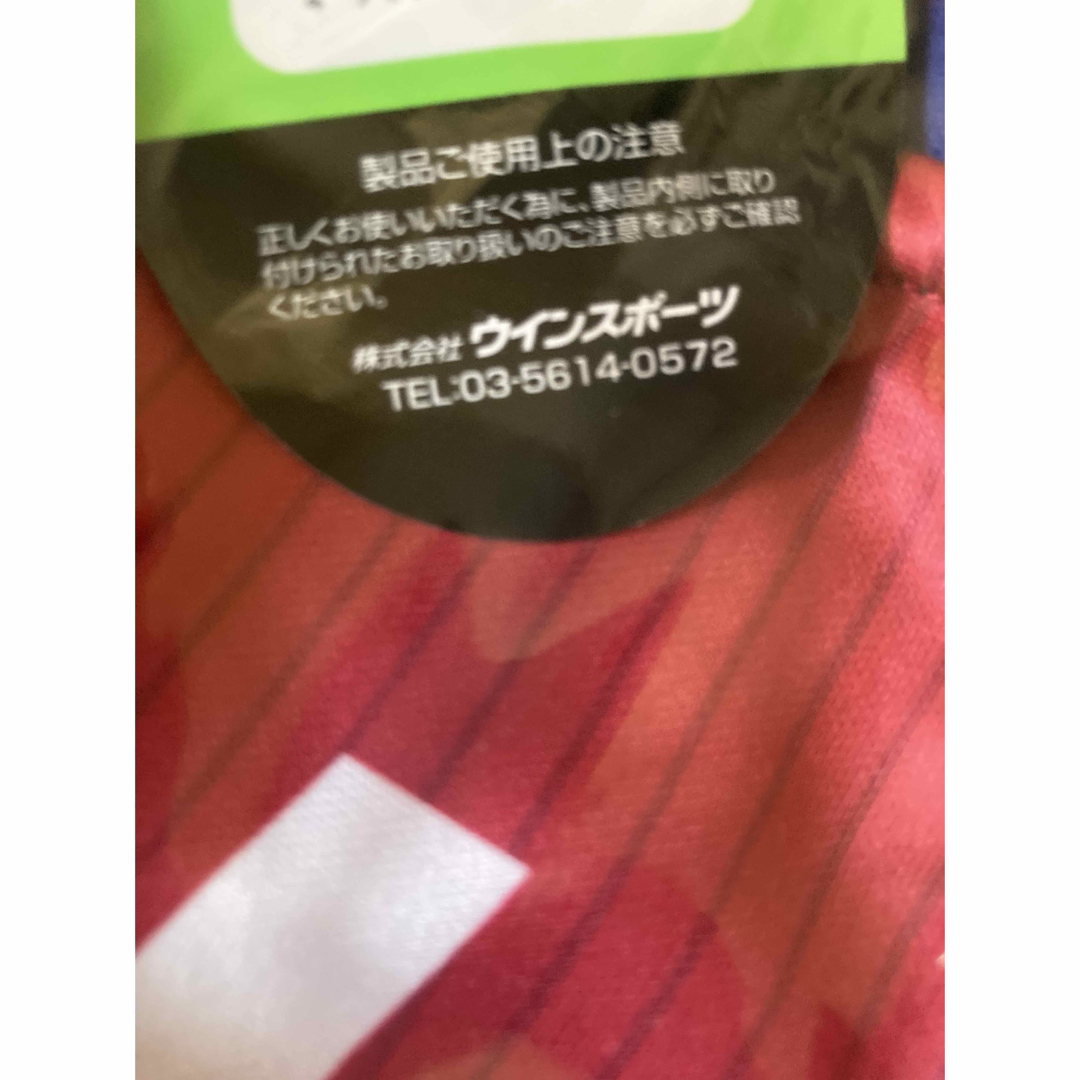 製品ご使用上の注意
正しくお使いいただく為に、製品内側に取り
付けられたお取り扱いのご注意を必ずご確認
ください。
株式会社 ウインスポーツ
TEL:03-5614-0572